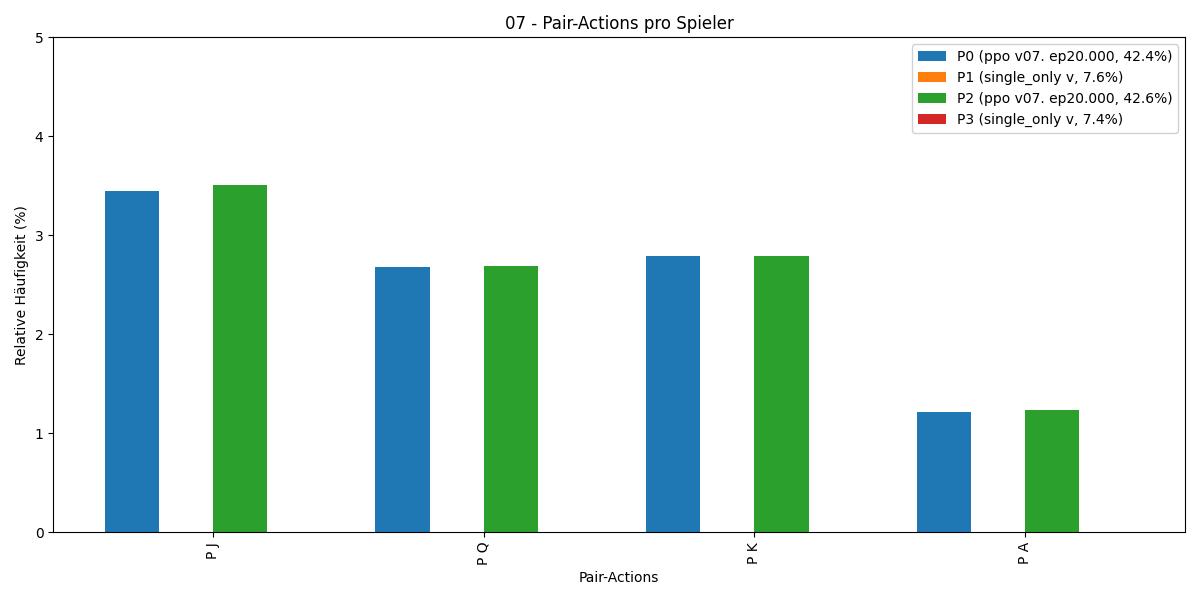 07 - Pair-Actions pro Spieler
P0 (ppo v07. ep20.000, 42.4%)
P1 (single_only v, 7.6%)
P2 (ppo v07. ep20.000, 42.6%)
P3 (single_only v, 7.4%)
Relative Häufigkeit (%)
5
4
3
2
1
0
P J
P Q
P K
P A
Pair-Actions